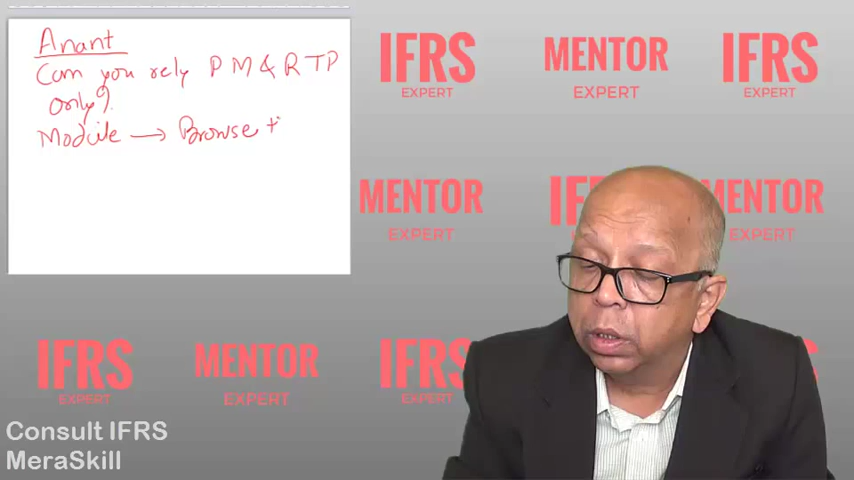 Anant
Can you rely PM & RTP
only?
Module → Browse +
IFRS
EXPERT
MENTOR
EXPERT
IFRS
EXPERT
MENTOR
EXPERT
IF
MENTOR
EXPERT
IFRS
EXPERT
MENTOR
EXPERT
IFRS
EXPERT
Consult IFRS
MeraSkill